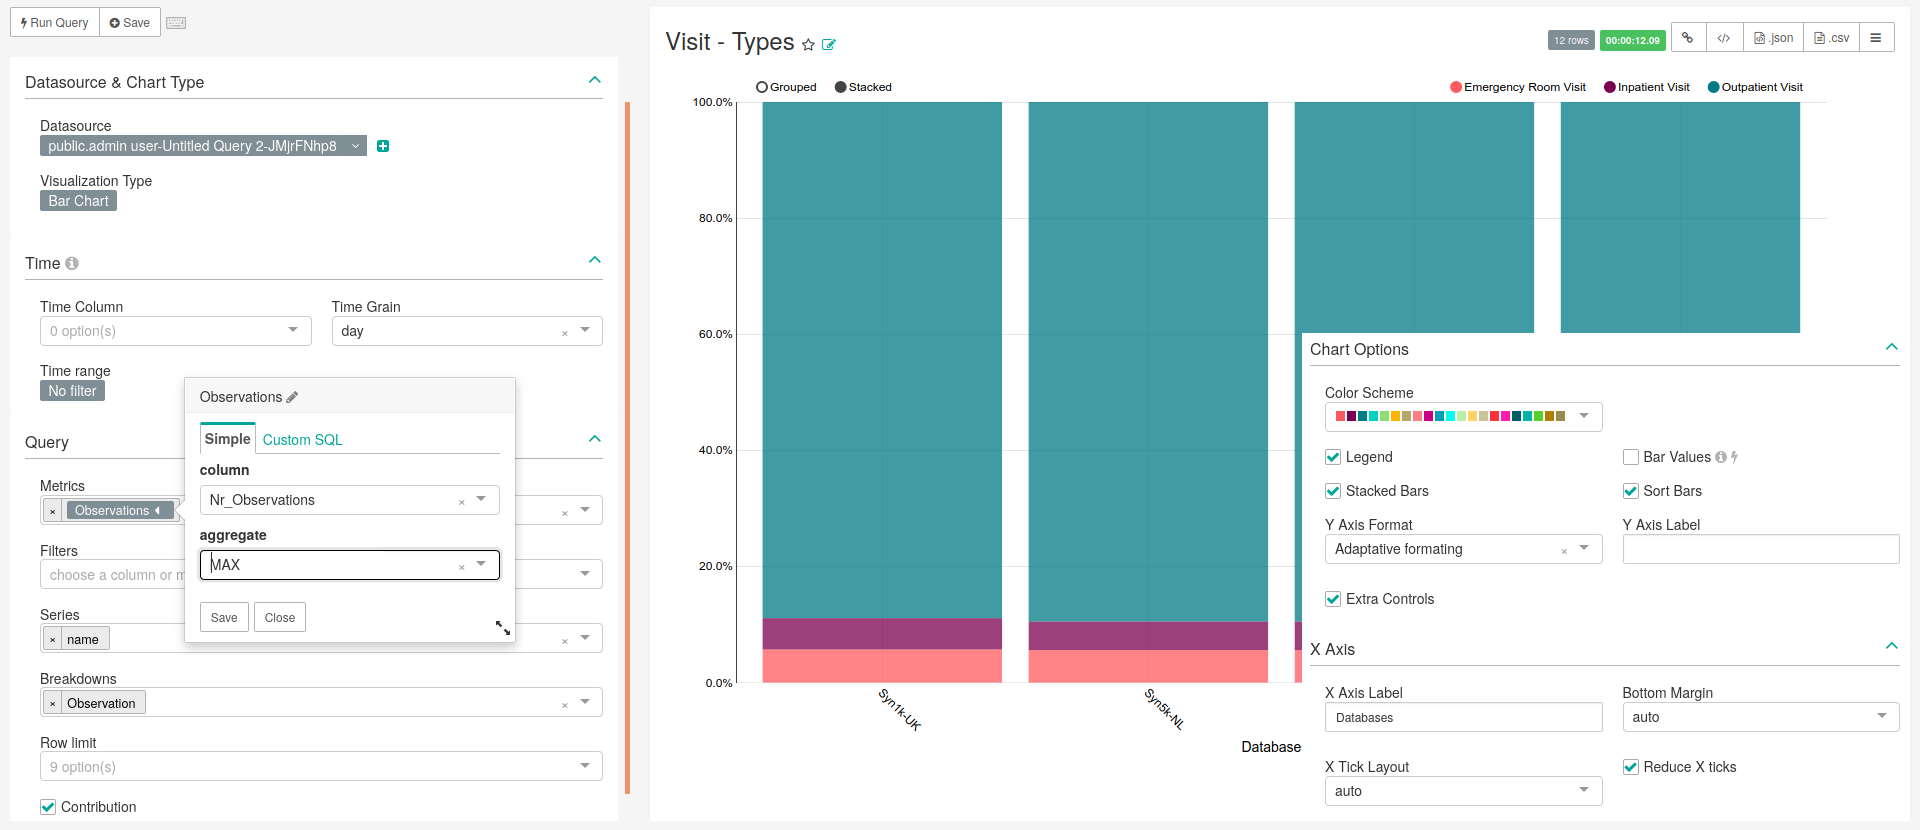 Run Query
Save
Datasource & Chart Type
Datasource
public.admin user-Untitled Query 2-JMjrFNhp8
Visualization Type
Bar Chart
Time
Time Column
Time Grain
0 option(s)
day
×
Time range
No filter
Query
Metrics
×
Observations
×
Filters
choose a column or m
Series
×
name
×
Breakdowns
×
Observation
×
Row limit
9 option(s)
Contribution
Observations
Simple
Custom SQL
column
Nr_Observations
×
aggregate
MAX
×
Save
Close
Visit - Types
12 rows
00:00:12.09
</>
.json
.csv
Grouped
Stacked
Emergency Room Visit
Inpatient Visit
Outpatient Visit
100.0%
80.0%
60.0%
40.0%
20.0%
0.0%
Syn1k-UK
Syn5k-NL
Database
Chart Options
Color Scheme
Legend
Bar Values
Stacked Bars
Sort Bars
Y Axis Format
Y Axis Label
Adaptative formating
×
Extra Controls
X Axis
X Axis Label
Bottom Margin
Databases
auto
X Tick Layout
Reduce X ticks
auto